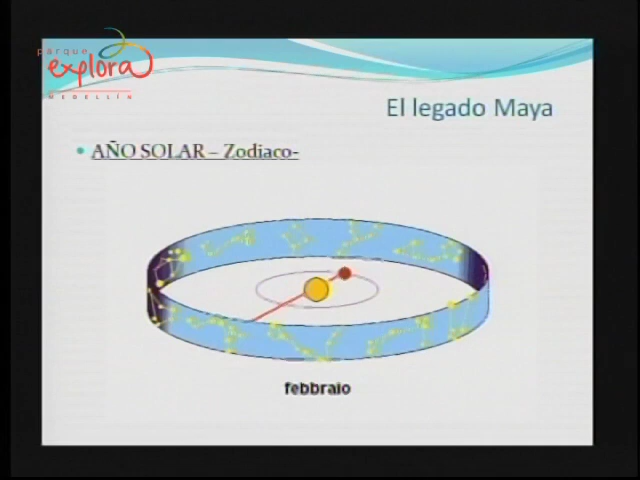 parque
explora
MEDELLÍN
El legado Maya
• AÑO SOLAR – Zodiaco-
febbraio